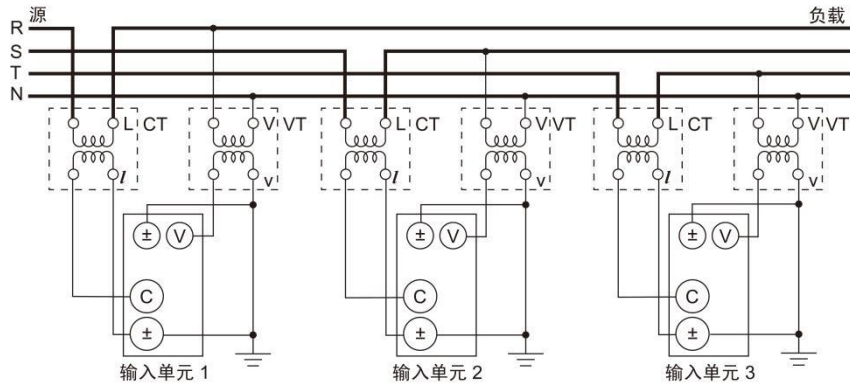 源 负载
R
S
T
N
L CT V VT L CT V VT L CT V VT
l v l v l v
± V ± V ± V
C C C
± ± ±
输入单元 1 输入单元 2 输入单元 3